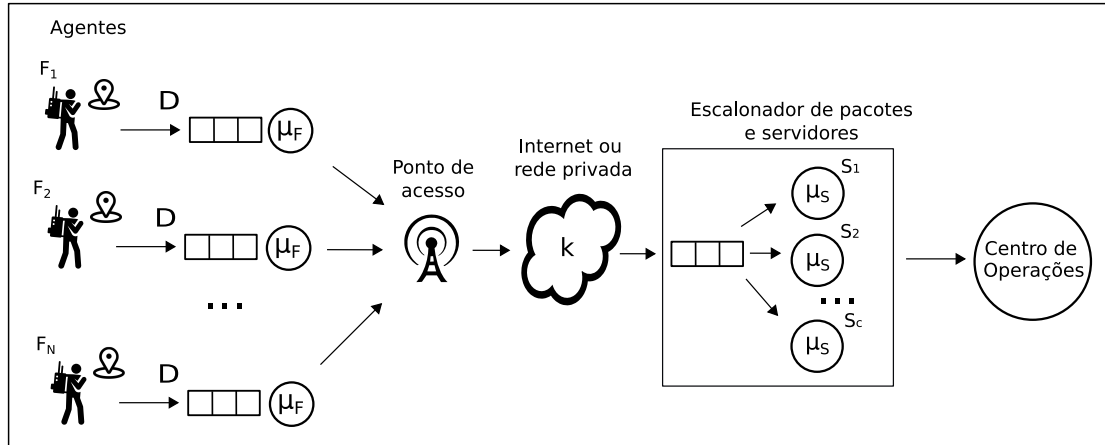 Agentes
F1
D
μF
F2
D
μF
...
FN
D
μF
Ponto de
acesso
Internet ou
rede privada
k
Escalonador de pacotes
e servidores
S1
μS
S2
μS
...
Sc
μS
Centro de
Operações